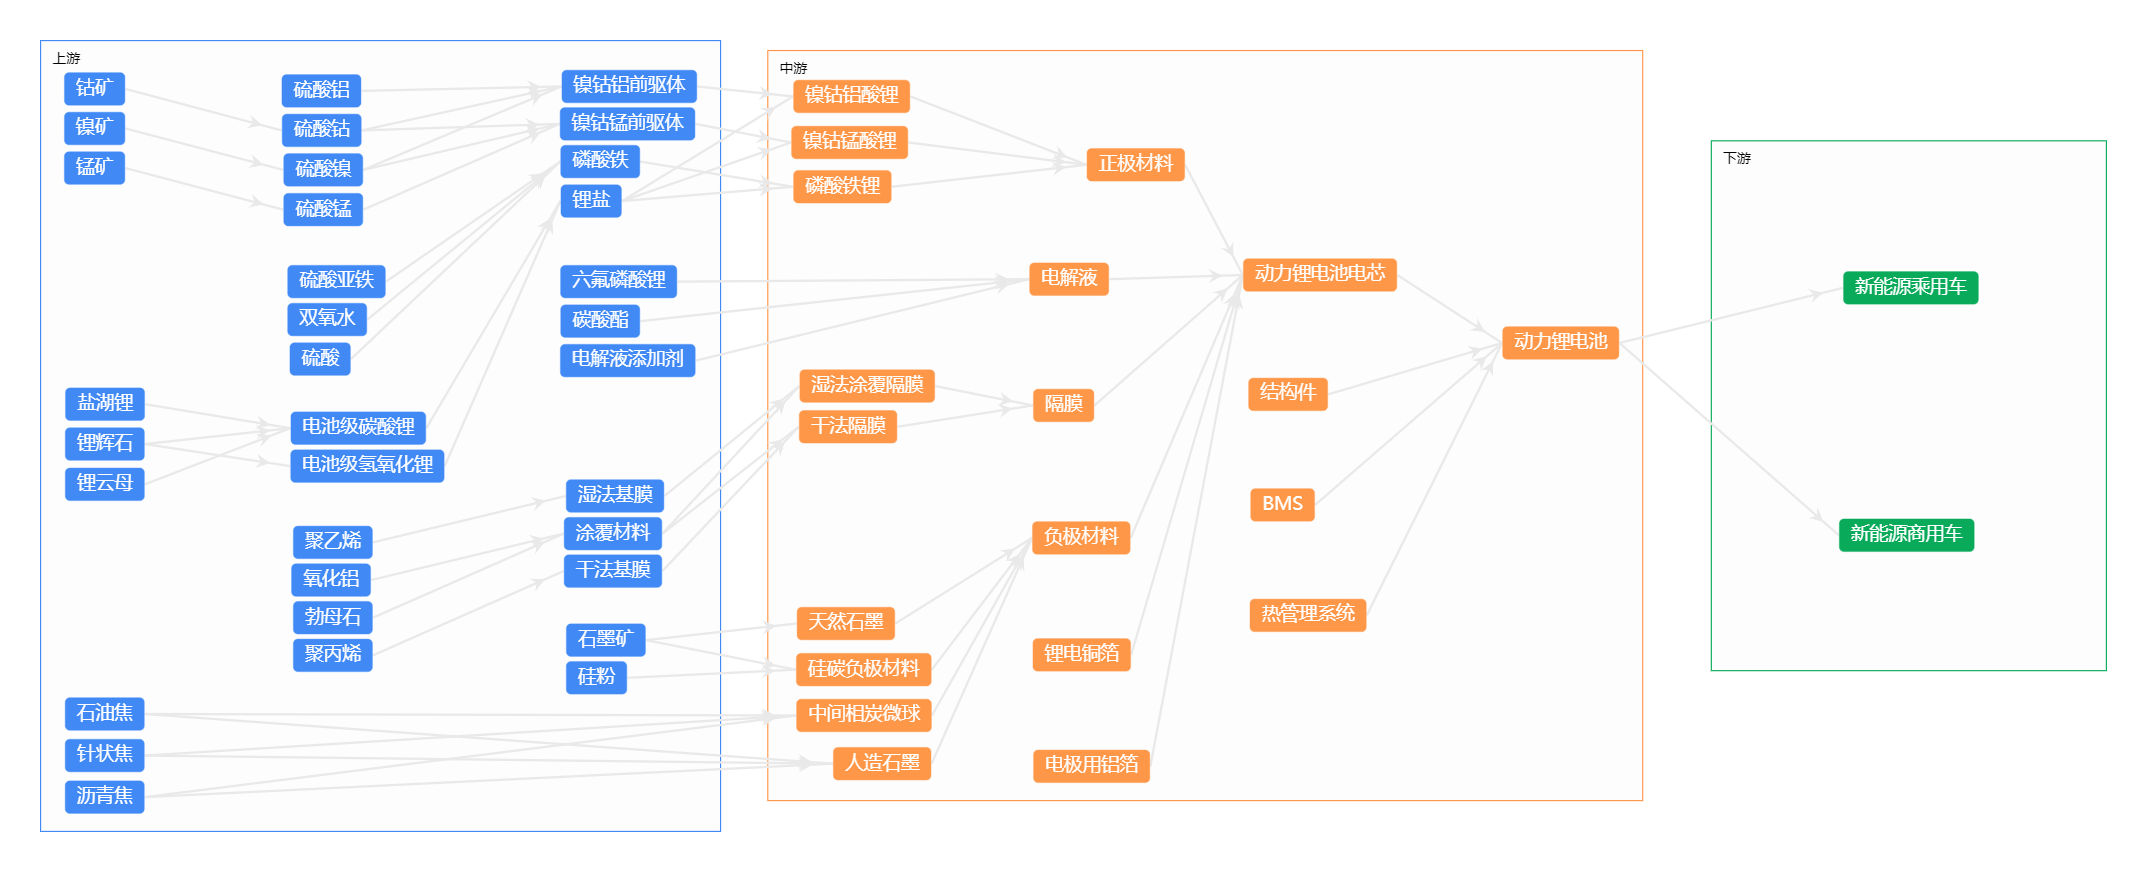 上游
钴矿
镍矿
锰矿
硫酸铝
硫酸钴
硫酸镍
硫酸锰
镍钴铝前驱体
镍钴锰前驱体
磷酸铁
锂盐
硫酸亚铁
双氧水
硫酸
六氟磷酸锂
碳酸酯
电解液添加剂
盐湖锂
锂辉石
锂云母
电池级碳酸锂
电池级氢氧化锂
湿法基膜
涂覆材料
干法基膜
聚乙烯
氧化铝
勃母石
聚丙烯
石墨矿
硅粉
石油焦
针状焦
沥青焦
中游
镍钴铝酸锂
镍钴锰酸锂
磷酸铁锂
正极材料
电解液
动力锂电池电芯
湿法涂覆隔膜
干法隔膜
隔膜
结构件
动力锂电池
BMS
负极材料
天然石墨
硅碳负极材料
中间相炭微球
人造石墨
锂电铜箔
电极用铝箔
热管理系统
下游
新能源乘用车
新能源商用车